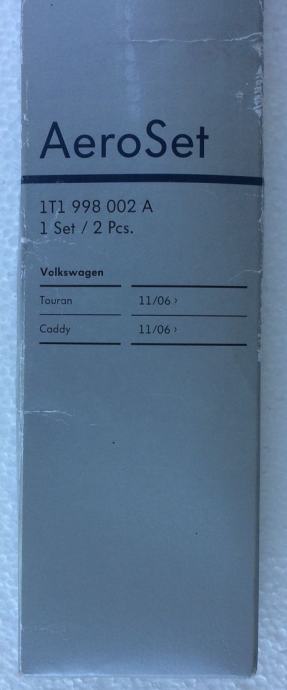 AeroSet
1T1 998 002 A
1 Set / 2 Pcs.
Volkswagen
Touran 11/06 ›
Caddy 11/06 ›